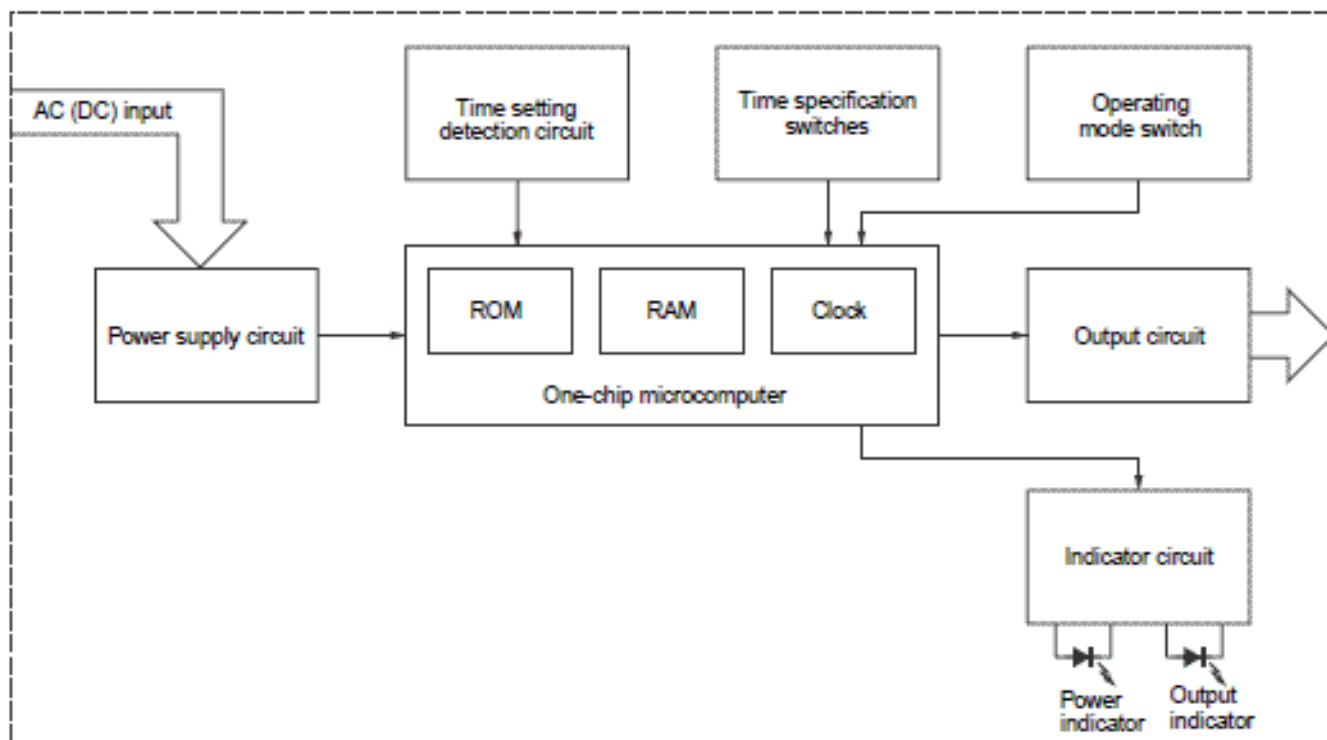 AC (DC) input
Time setting
detection circuit
Time specification
switches
Operating
mode switch
Power supply circuit
ROM
RAM
Clock
One-chip microcomputer
Output circuit
Indicator circuit
Power
indicator
Output
indicator